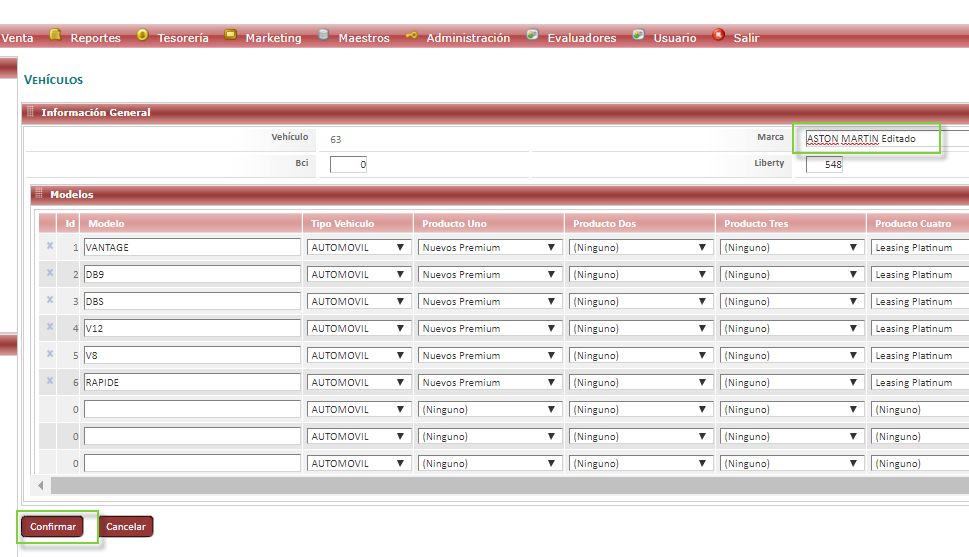 Venta Reportes Tesorería Marketing Maestros Administración Evaluadores Usuario Salir
VEHÍCULOS
Información General
Vehículo 63 Marca ASTON MARTIN Editado
Bci 0 Liberty 548
Modelos
Id Modelo Tipo Vehiculo Producto Uno Producto Dos Producto Tres Producto Cuatro
x 1 VANTAGE AUTOMOVIL Nuevos Premium (Ninguno) (Ninguno) Leasing Platinum
x 2 DB9 AUTOMOVIL Nuevos Premium (Ninguno) (Ninguno) Leasing Platinum
x 3 DBS AUTOMOVIL Nuevos Premium (Ninguno) (Ninguno) Leasing Platinum
x 4 V12 AUTOMOVIL Nuevos Premium (Ninguno) (Ninguno) Leasing Platinum
x 5 V8 AUTOMOVIL Nuevos Premium (Ninguno) (Ninguno) Leasing Platinum
x 6 RAPIDE AUTOMOVIL Nuevos Premium (Ninguno) (Ninguno) Leasing Platinum
0 AUTOMOVIL (Ninguno) (Ninguno) (Ninguno) (Ninguno)
0 AUTOMOVIL (Ninguno) (Ninguno) (Ninguno) (Ninguno)
0 AUTOMOVIL (Ninguno) (Ninguno) (Ninguno) (Ninguno)
Confirmar Cancelar